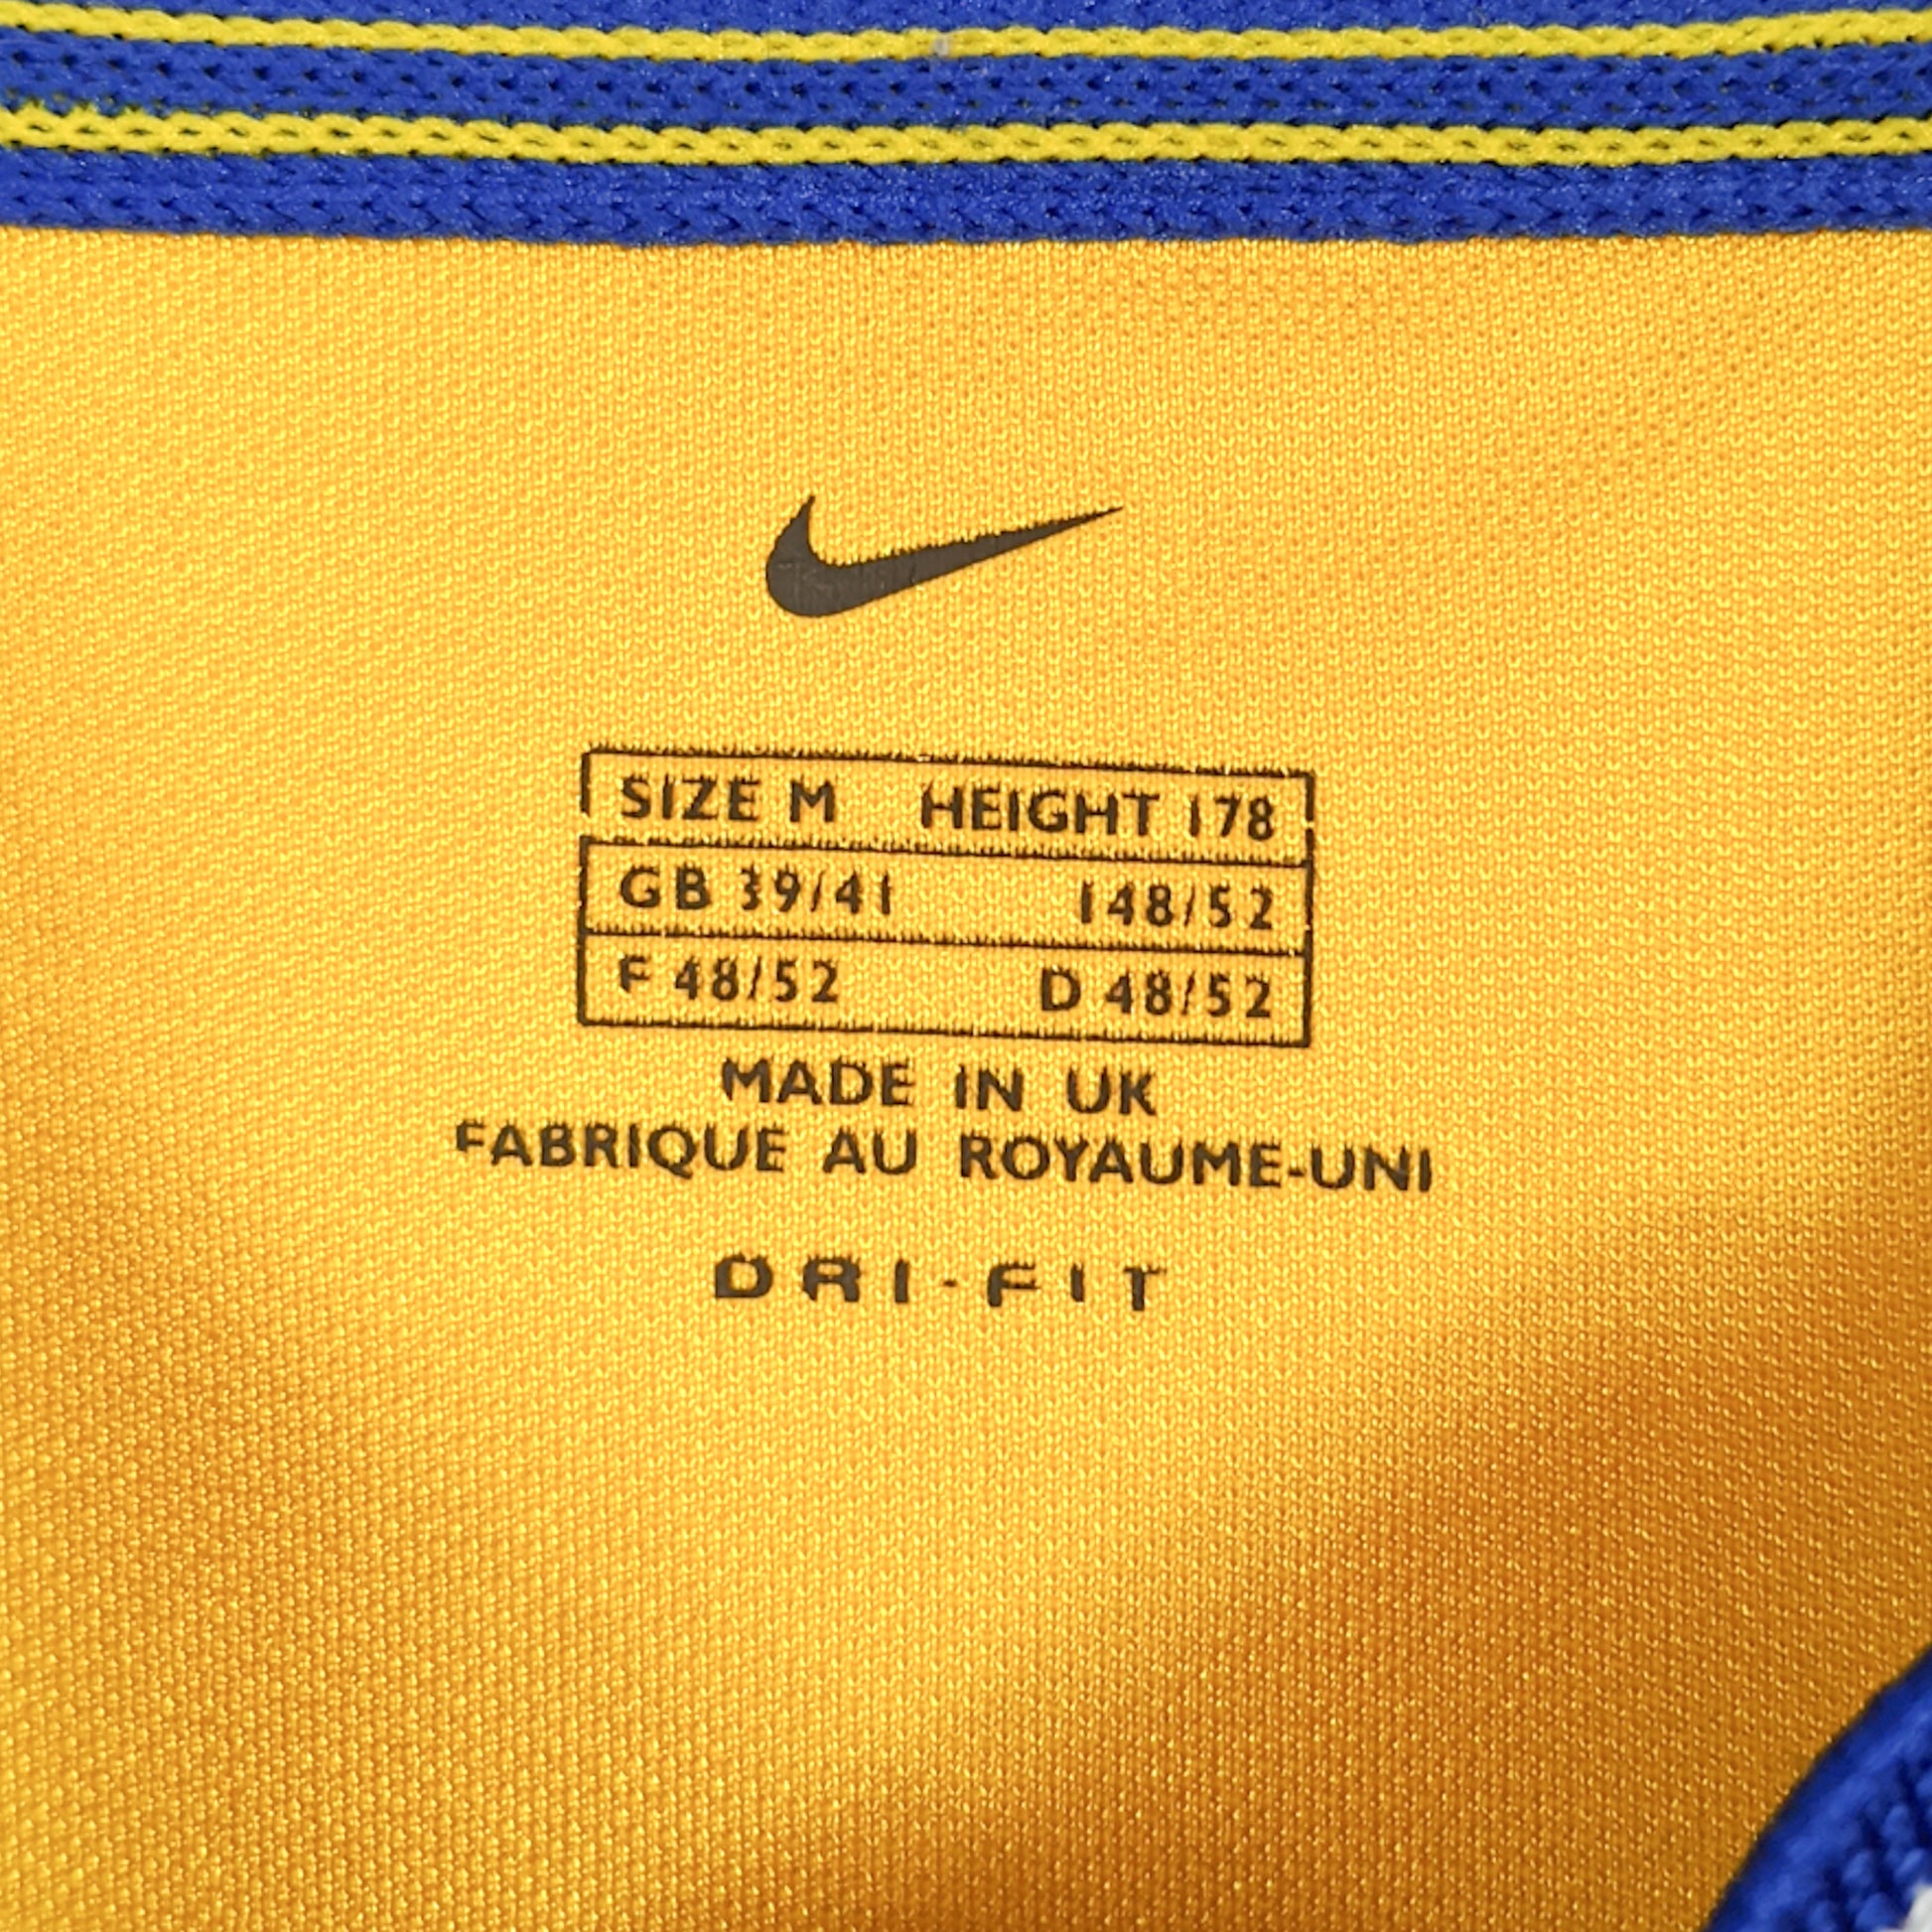 SIZE M HEIGHT 178
GB 39/41 I48/52
F 48/52 D 48/52
MADE IN UK
FABRIQUE AU ROYAUME-UNI
DRI-FIT